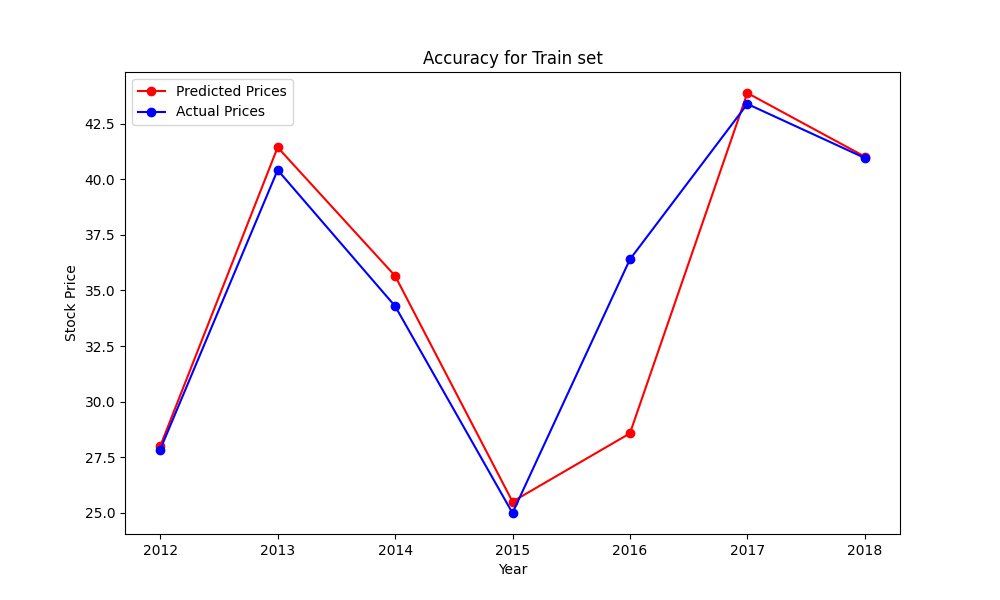 Accuracy for Train set
Predicted Prices
Actual Prices
Stock Price
42.5
40.0
37.5
35.0
32.5
30.0
27.5
25.0
2012 2013 2014 2015 2016 2017 2018
Year